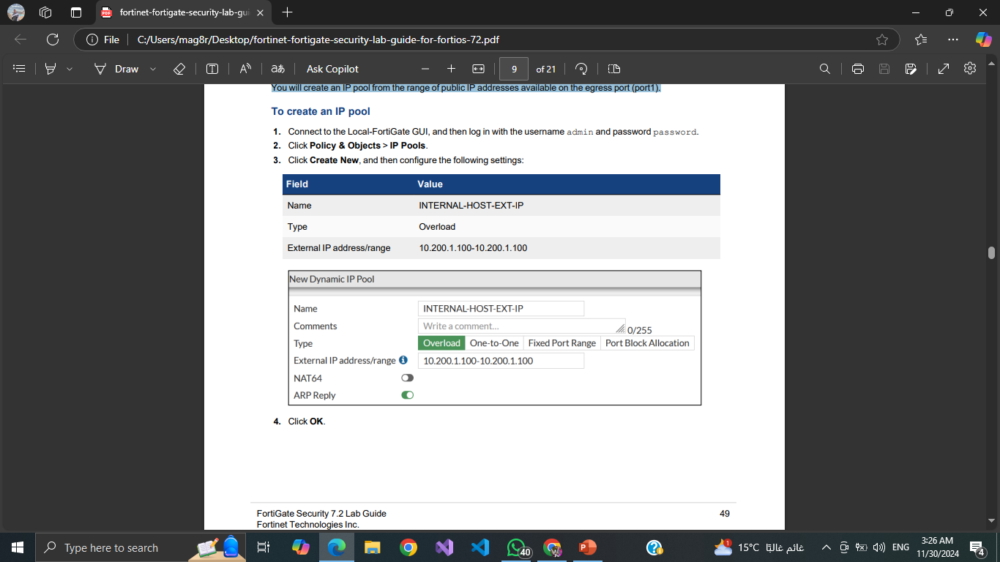 fortinet-fortigate-security-lab-gui
File
C:/Users/mag8r/Desktop/fortinet-fortigate-security-lab-guide-for-fortios-72.pdf
Draw
aあ
Ask Copilot
9
of 21
You will create an IP pool from the range of public IP addresses available on the egress port (port1).
To create an IP pool
1. Connect to the Local-FortiGate GUI, and then log in with the username admin and password password.
2. Click Policy & Objects > IP Pools.
3. Click Create New, and then configure the following settings:
Field Value
Name INTERNAL-HOST-EXT-IP
Type Overload
External IP address/range 10.200.1.100-10.200.1.100
New Dynamic IP Pool
Name INTERNAL-HOST-EXT-IP
Comments Write a comment... 0/255
Type Overload One-to-One Fixed Port Range Port Block Allocation
External IP address/range 10.200.1.100-10.200.1.100
NAT64
ARP Reply
4. Click OK.
FortiGate Security 7.2 Lab Guide 49
Fortinet Technologies Inc.
Type here to search
40
1
15°C غائم غالبًا
ENG
3:26 AM
11/30/2024
4